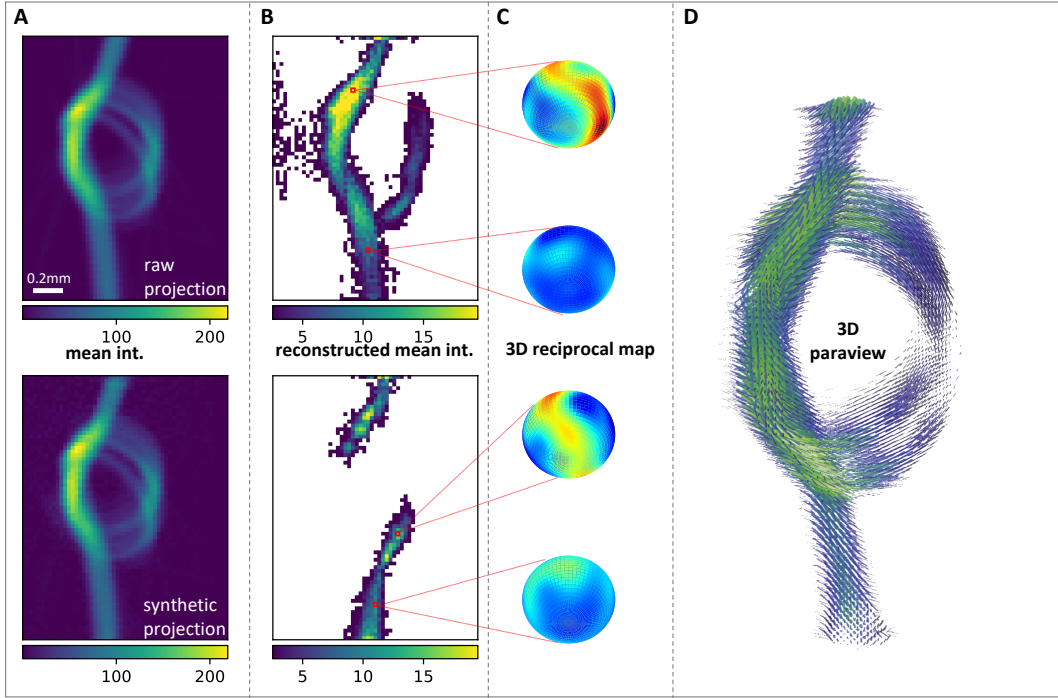 A
B
C
D
raw
projection
0.2mm
100
200
5
10
15
mean int.
reconstructed mean int.
3D reciprocal map
3D
paraview
synthetic
projection
100
200
5
10
15